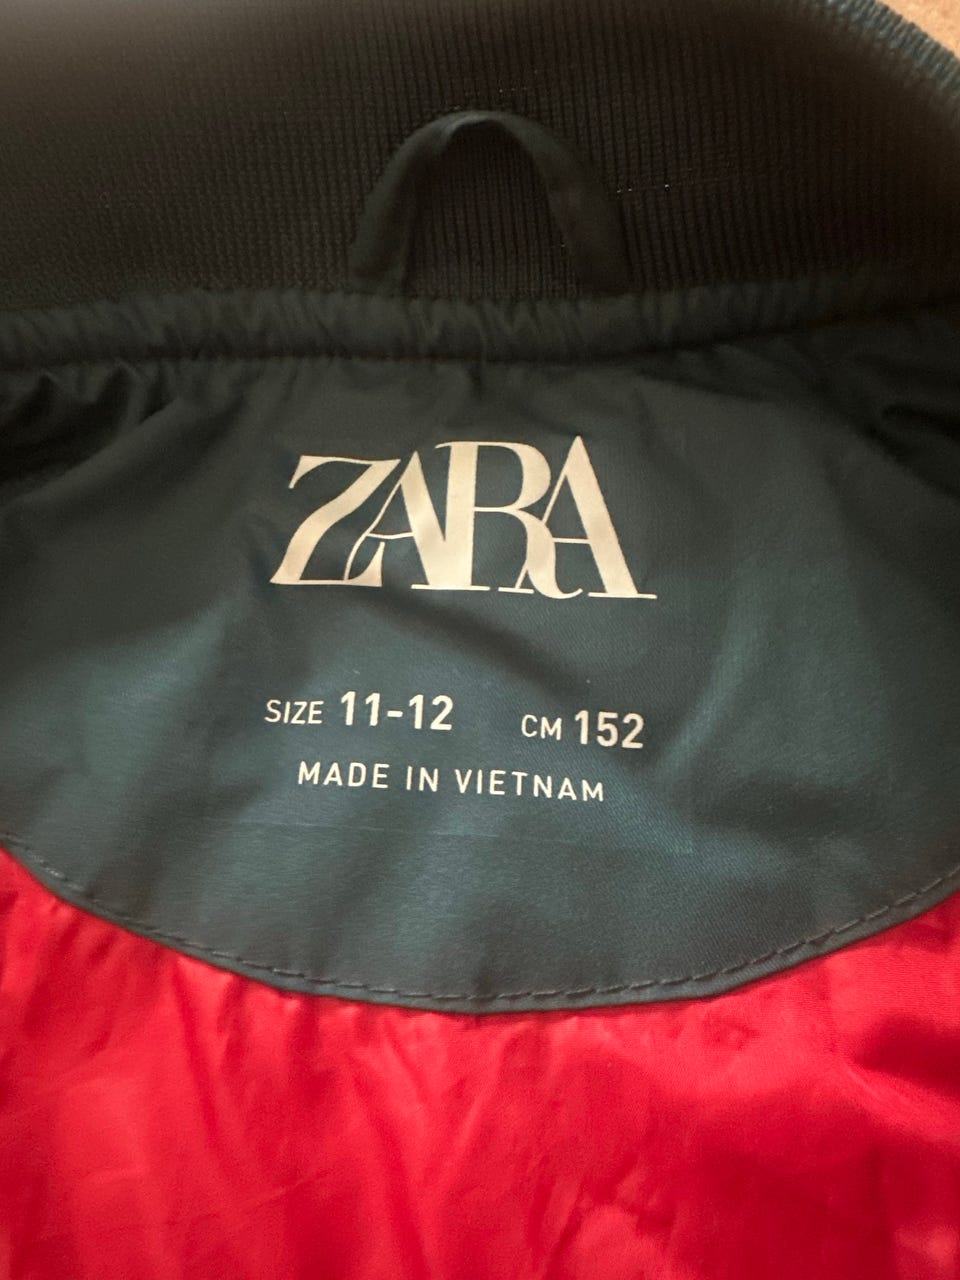 ZARA
SIZE 11-12 CM 152
MADE IN VIETNAM